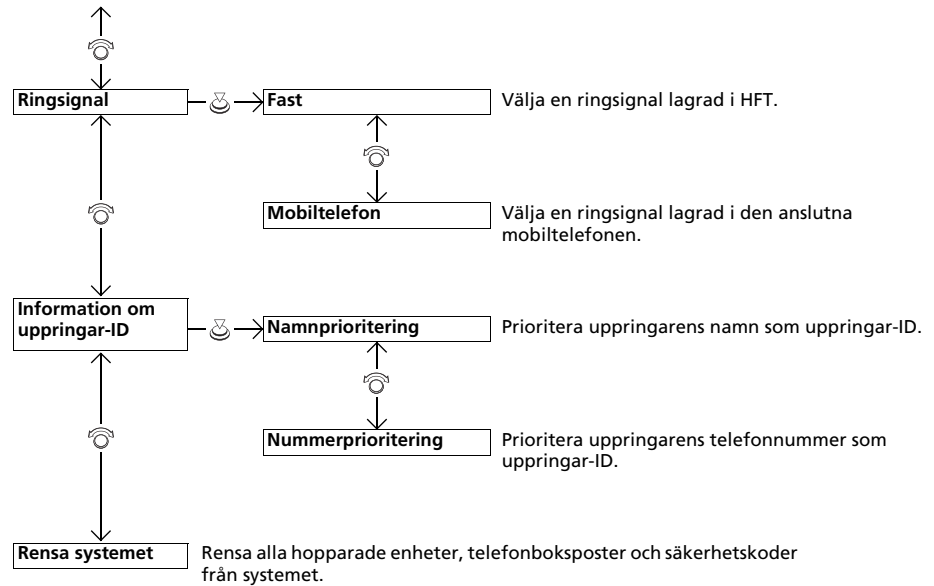 Ringsignal
Fast
Välja en ringsignal lagrad i HFT.
Mobiltelefon
Välja en ringsignal lagrad i den anslutna
mobiltelefonen.
Information om
uppringar-ID
Namnprioritering
Prioritera uppringarens namn som uppringar-ID.
Nummerprioritering
Prioritera uppringarens telefonnummer som
uppringar-ID.
Rensa systemet
Rensa alla hopparade enheter, telefonboksposter och säkerhetskoder
från systemet.